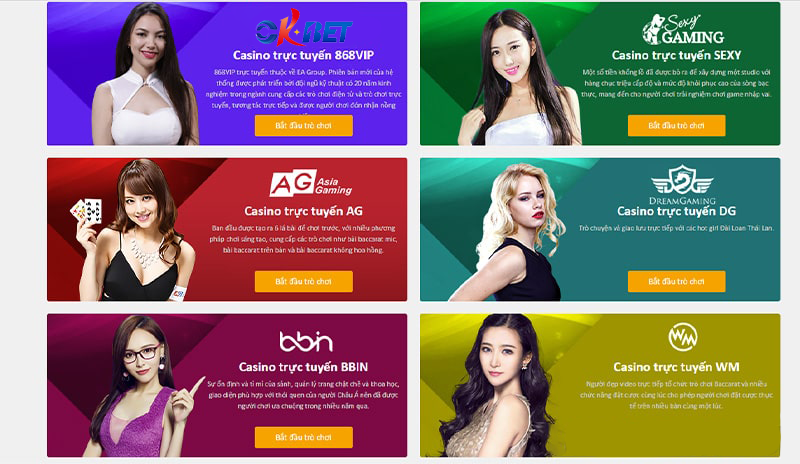 OKBET
Casino trực tuyến 868VIP
868VIP trực tuyến thuộc về EA Group. Phiên bản mới của hệ
thống được phát triển bởi đội ngũ kỹ thuật có 20 năm kinh
nghiệm trong ngành cung cấp các trò chơi điện tử và trò chơi trực
tuyến, tương tác trực tiếp và được người chơi đón nhận nồng
Bắt đầu trò chơi
Sexy
GAMING
Casino trực tuyến SEXY
Một số tiền khổng lồ đã được bỏ ra để xây dựng một studio với
hàng chục triệu cấp độ và mức độ khôi phục cao của sòng bạc
thực, mang đến cho người chơi trải nghiệm chơi game nhập vai.
Bắt đầu trò chơi
AG Asia
Gaming
Casino trực tuyến AG
Ban đầu được tạo ra 6 lá bài để chơi trước, với nhiều phương
pháp chơi sáng tạo, cung cấp các trò chơi như bài baccarat mic,
bài baccarat trên bàn và bài baccarat không hoa hồng.
Bắt đầu trò chơi
DREAMGAMING
Casino trực tuyến DG
Trò chuyện và giao lưu trực tiếp với các hot girl Đài Loan Thái Lan.
Bắt đầu trò chơi
bbin
Casino trực tuyến BBIN
Sự ổn định và tỉ mỉ của sảnh, quản lý trang chặt chẽ và khoa học,
giao diện phù hợp với thói quen của người Châu Á nên đã được
người chơi ưa chuộng trong nhiều năm qua.
Bắt đầu trò chơi
WM
Casino trực tuyến WM
Người đẹp video trực tiếp tổ chức trò chơi Baccarat và nhiều
chức năng đặt cược cùng lúc cho phép người chơi đặt cược thực
tế trên nhiều bàn cùng một lúc.